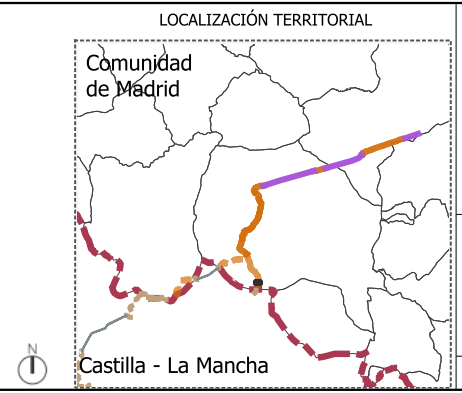 LOCALIZACIÓN TERRITORIAL
Comunidad
de Madrid
N
Castilla - La Mancha